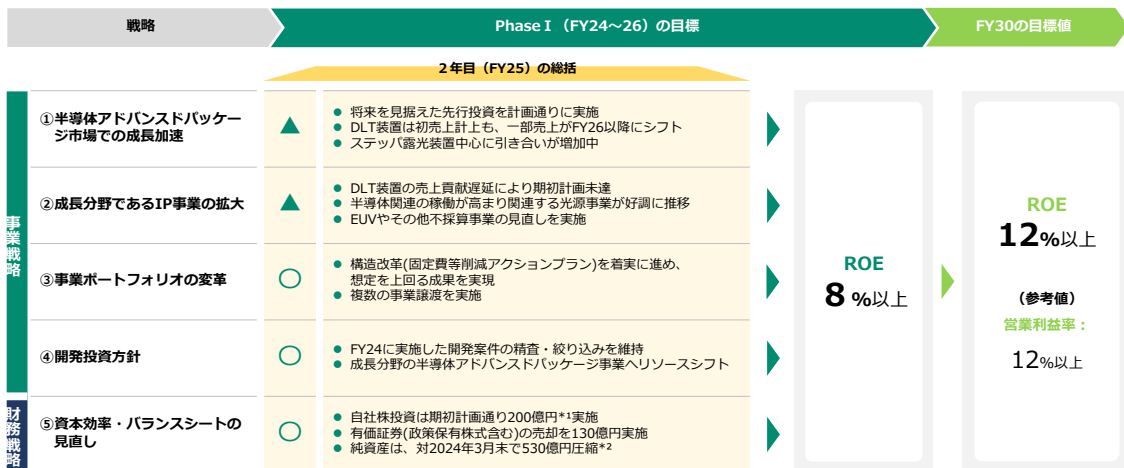 戦略
Phase Ⅰ（FY24～26）の目標
FY30の目標値
２年目（FY25）の総括
事業戦略
①半導体アドバンスドパッケー
ジ市場での成長加速
▲
● 将来を見据えた先行投資を計画通りに実施
● DLT装置は初売上計上も、一部売上がFY26以降にシフト
● ステッパ露光装置中心に引き合いが増加中
②成長分野であるIP事業の拡大
▲
● DLT装置の売上貢献遅延により期初計画未達
● 半導体関連の稼働が高まり関連する光源事業が好調に推移
● EUVやその他不採算事業の見直しを実施
③事業ポートフォリオの変革
○
● 構造改革(固定費等削減アクションプラン)を着実に進め、
想定を上回る成果を実現
● 複数の事業譲渡を実施
④開発投資方針
○
● FY24に実施した開発案件の精査・絞り込みを維持
● 成長分野の半導体アドバンスドパッケージ事業へリソースシフト
財務戦略
⑤資本効率・バランスシートの
見直し
○
● 自社株投資は期初計画通り200億円*1実施
● 有価証券(政策保有株式含む)の売却を130億円実施
● 純資産は、対2024年3月末で530億円圧縮*2
ROE
8 %以上
ROE
12%以上
（参考値）
営業利益率：
12%以上